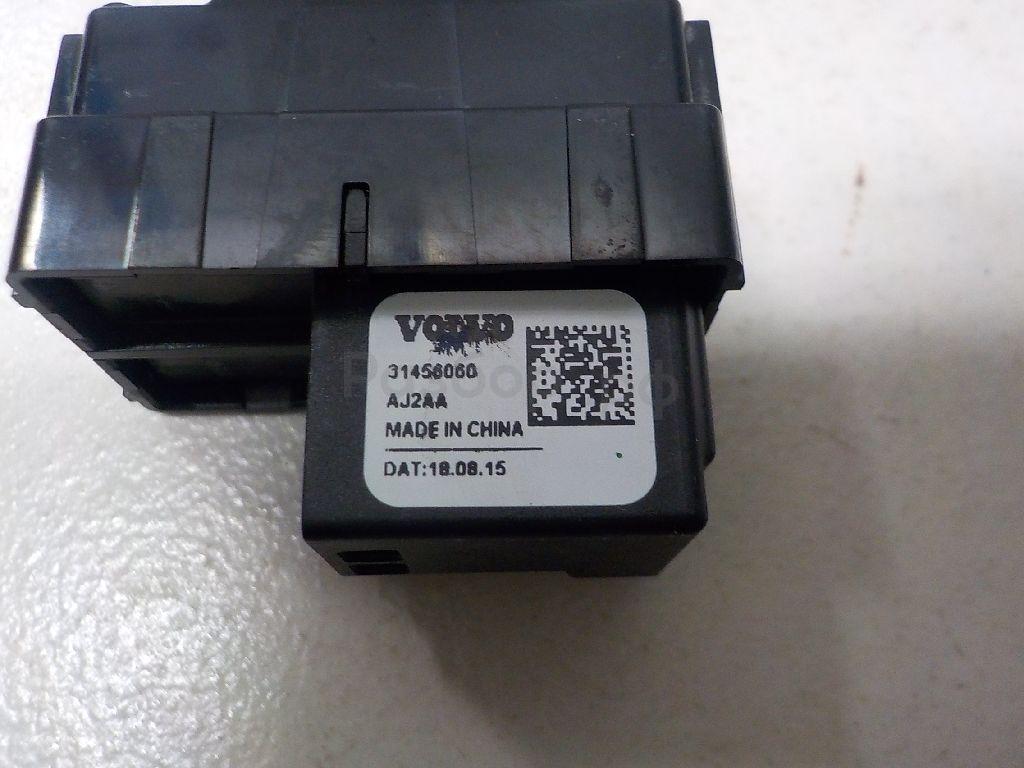 VOLVO
31456060
AJ2AA
MADE IN CHINA
DAT:18.08.15